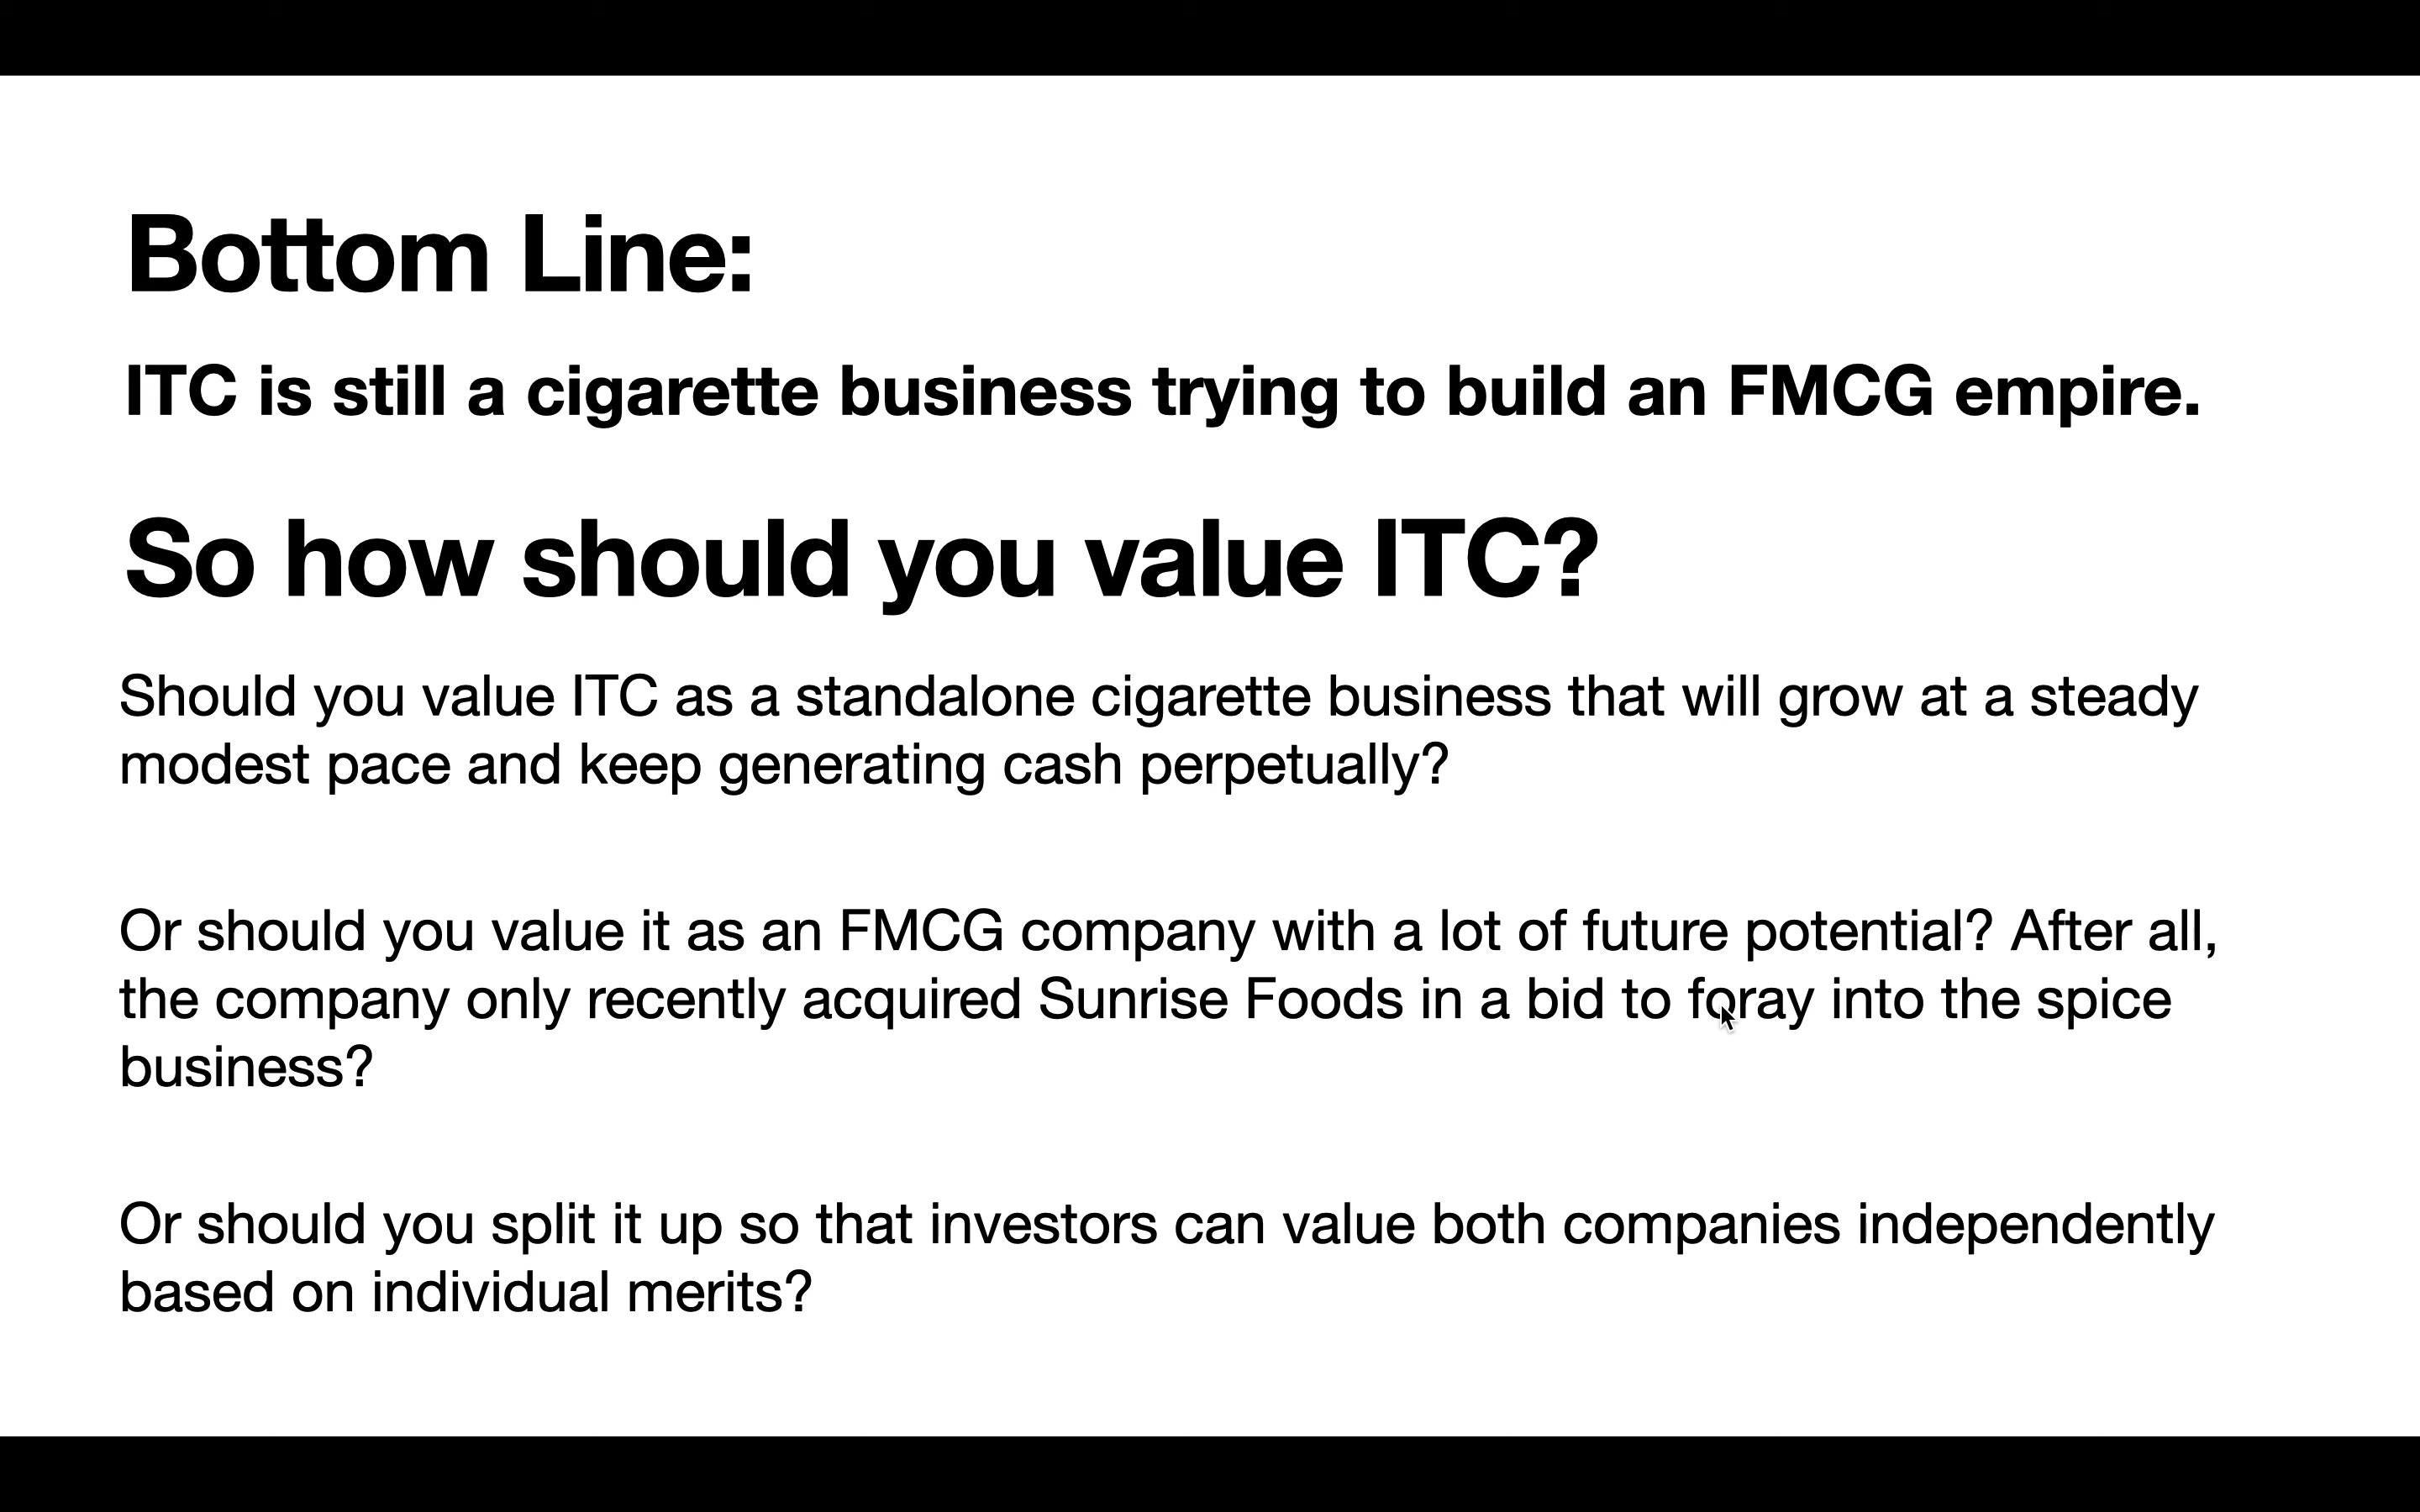 Bottom Line:
ITC is still a cigarette business trying to build an FMCG empire.
So how should you value ITC?
Should you value ITC as a standalone cigarette business that will grow at a steady
modest pace and keep generating cash perpetually?
Or should you value it as an FMCG company with a lot of future potential? After all,
the company only recently acquired Sunrise Foods in a bid to foray into the spice
business?
Or should you split it up so that investors can value both companies independently
based on individual merits?